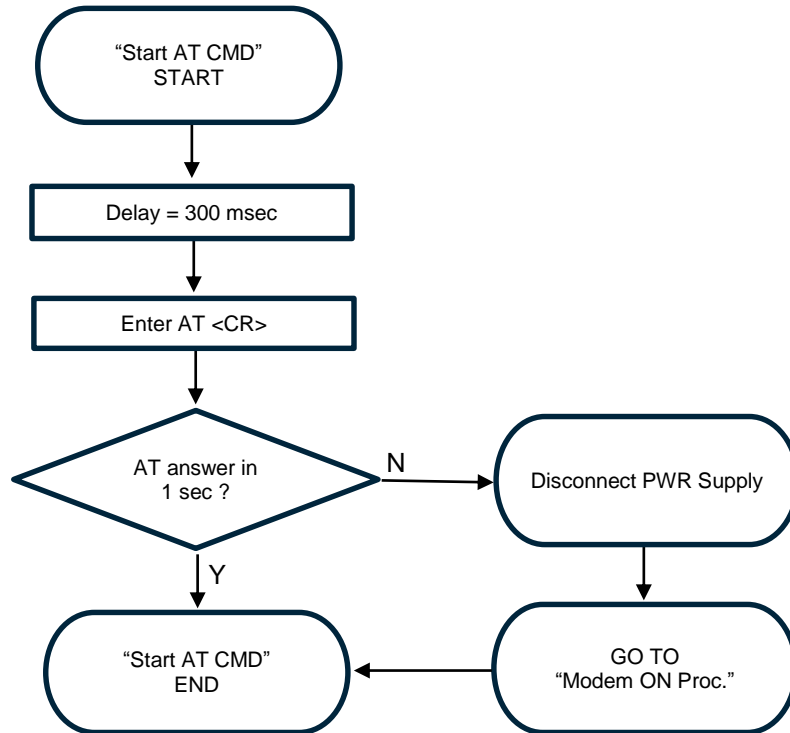 “Start AT CMD”
START
Delay = 300 msec
Enter AT <CR>
AT answer in
1 sec ?
N
Disconnect PWR Supply
Y
“Start AT CMD”
END
GO TO
“Modem ON Proc.”